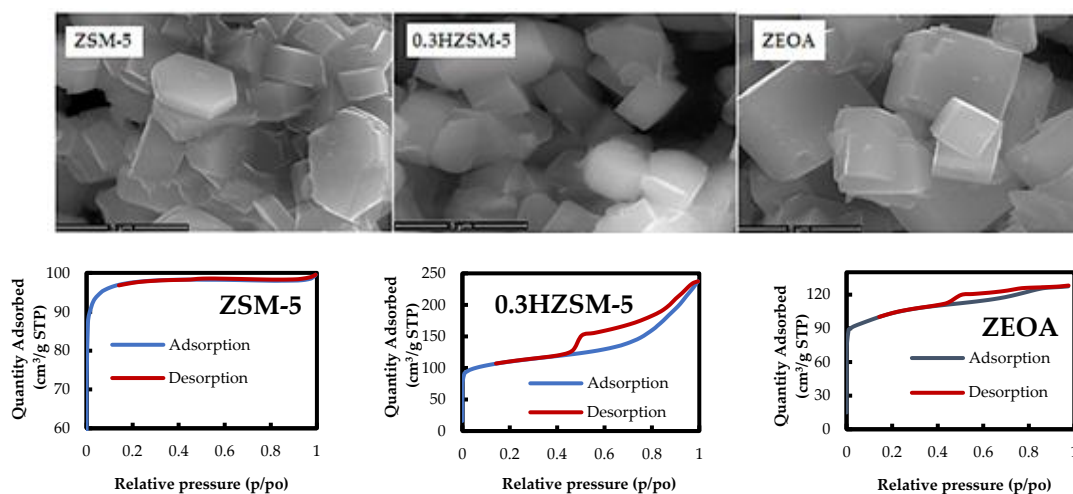 ZSM-5
0.3HZSM-5
ZEOA
Quantity Adsorbed
(cm³/g STP)
100
90
80
70
60
ZSM-5
Adsorption
Desorption
0 0.2 0.4 0.6 0.8 1
Relative pressure (p/po)
Quantity Adsorbed
(cm³/g STP)
250
200
150
100
50
0
0.3HZSM-5
Adsorption
Desorption
0 0.2 0.4 0.6 0.8 1
Relative pressure (p/po)
Quantity Adsorbed
(cm³/g STP)
120
90
60
30
0
ZEOA
Adsorption
Desorption
0 0.2 0.4 0.6 0.8 1
Relative pressure (p/po)